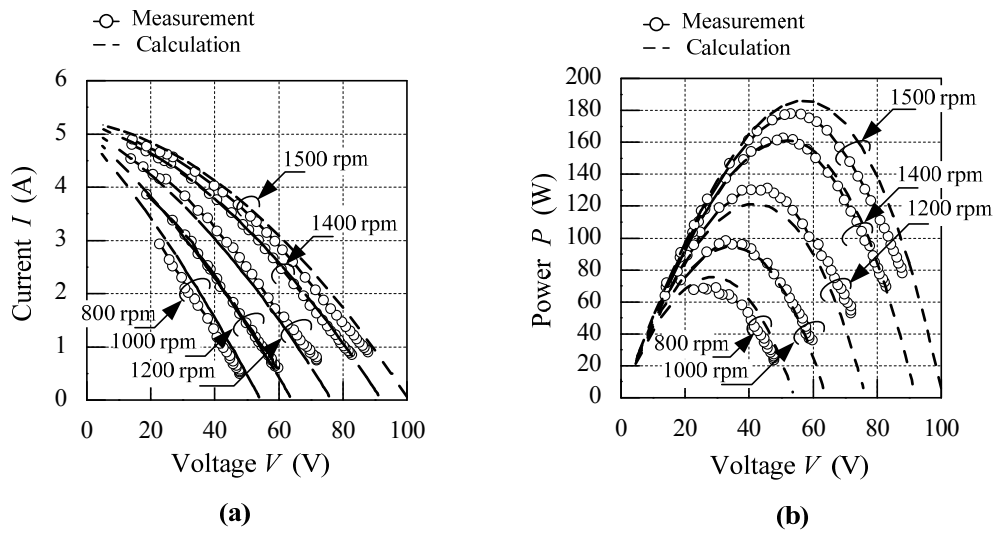 Measurement
Calculation
Measurement
Calculation
Current I (A)
6
5
4
3
2
1
0
1500 rpm
1400 rpm
800 rpm
1000 rpm
1200 rpm
0 20 40 60 80 100
Voltage V (V)
(a)
Power P (W)
200
180
160
140
120
100
80
60
40
20
0
1500 rpm
1400 rpm
1200 rpm
800 rpm
1000 rpm
0 20 40 60 80 100
Voltage V (V)
(b)